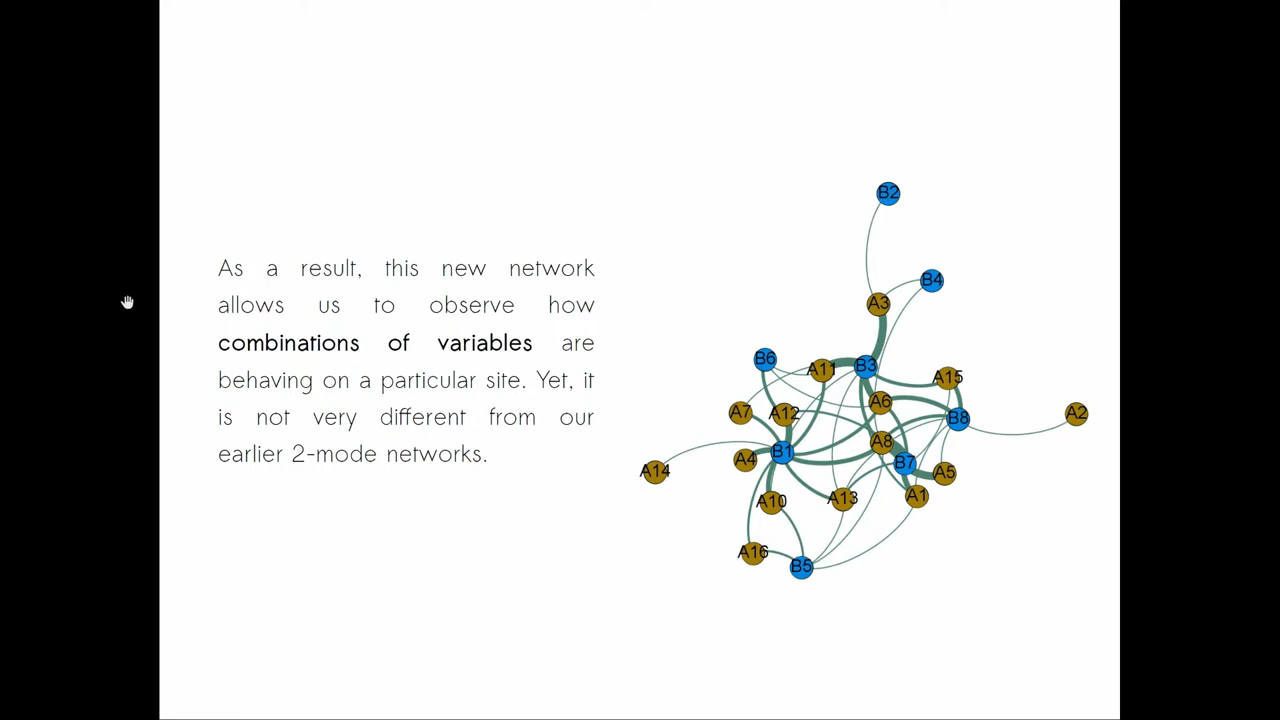 As a result, this new network
allows us to observe how
combinations of variables are
behaving on a particular site. Yet, it
is not very different from our
earlier 2-mode networks.
B2
B4
A3
B6
A11
B3
A15
A7
A12
A6
B8
A2
A14
A4
B1
A8
B7
A5
A10
A13
A1
A16
B5